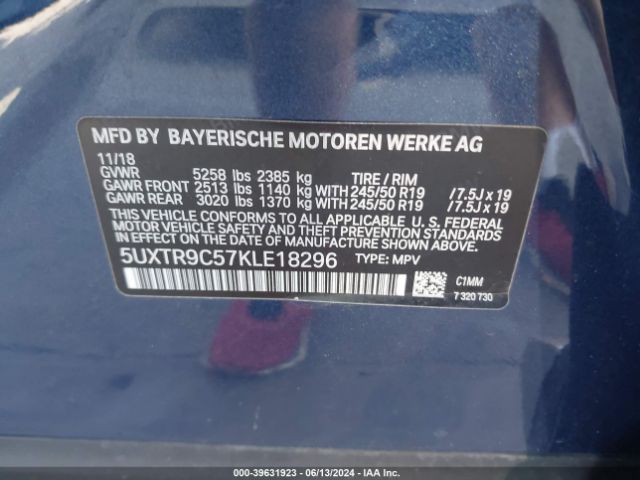 MFD BY BAYERISCHE MOTOREN WERKE AG
11/18
GVWR 5258 lbs 2385 kg TIRE / RIM
GAWR FRONT 2513 lbs 1140 kg WITH 245/50 R19 /7.5J x 19
GAWR REAR 3020 lbs 1370 kg WITH 245/50 R19 /7.5J x 19
THIS VEHICLE CONFORMS TO ALL APPLICABLE U. S. FEDERAL
MOTOR VEHICLE SAFETY STANDARDS IN EFFECT ON THE DATE OF MANUFACTURE SHOWN ABOVE.
5UXTR9C57KLE18296 TYPE: MPV
C1MM
7 320 730
000-39631923 - 06/13/2024 - IAA Inc.